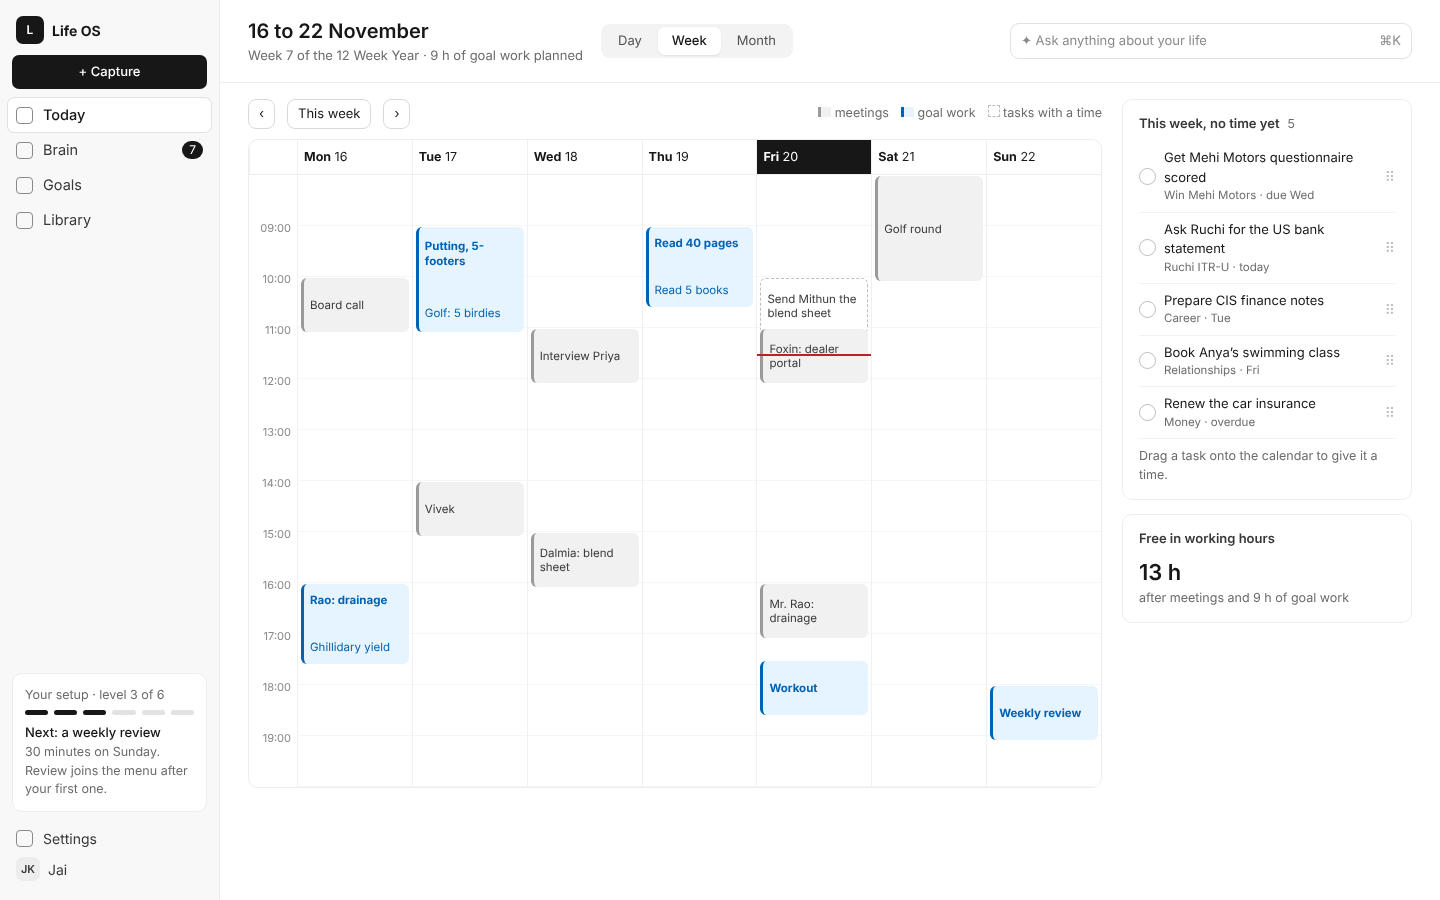 L Life OS
+ Capture
Today
Brain 7
Goals
Library
Your setup · level 3 of 6
Next: a weekly review
30 minutes on Sunday.
Review joins the menu after
your first one.
Settings
JK Jai
16 to 22 November
Week 7 of the 12 Week Year · 9 h of goal work planned
Day Week Month
✦ Ask anything about your life ⌘K
‹ This week ›
meetings goal work tasks with a time
Mon 16 Tue 17 Wed 18 Thu 19 Fri 20 Sat 21 Sun 22
09:00
10:00
11:00
12:00
13:00
14:00
15:00
16:00
17:00
18:00
19:00
Board call
Rao: drainage
Ghillidary yield
Putting, 5-
footers
Goal: 5 birdies
Vivek
Interview Priya
Dalmia: blend
sheet
Read 40 pages
Read 5 books
Send Mithun the
blend sheet
Foxin: dealer
portal
Mr. Rao:
drainage
Workout
Golf round
Weekly review
This week, no time yet 5
Get Mehi Motors questionnaire
scored
Win Mehi Motors · due Wed
Ask Ruchi for the US bank
statement
Ruchi ITR-U · today
Prepare CIS finance notes
Career · Tue
Book Anya’s swimming class
Relationships · Fri
Renew the car insurance
Money · overdue
Drag a task onto the calendar to give it a
time.
Free in working hours
13 h
after meetings and 9 h of goal work